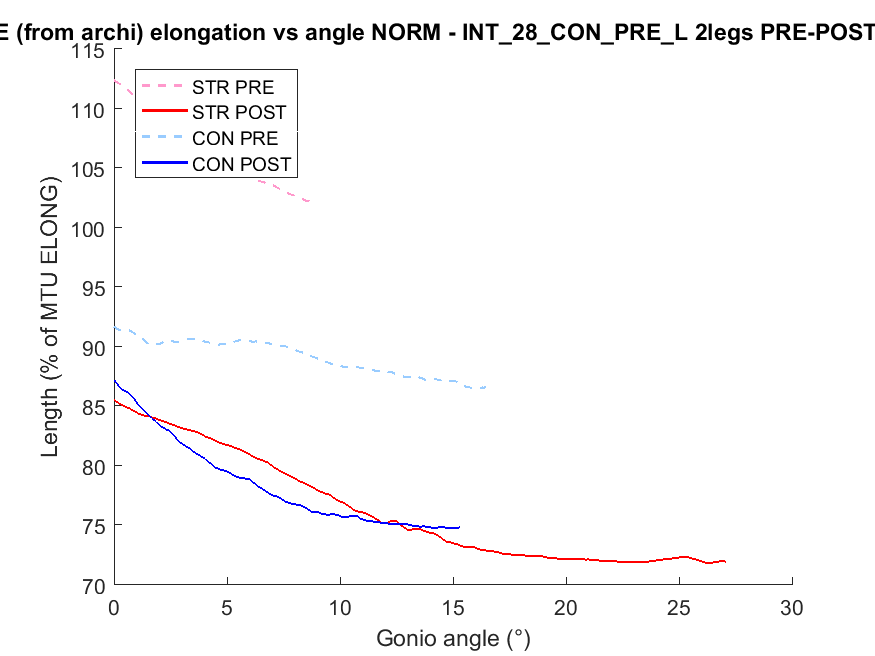 E (from archi) elongation vs angle NORM - INT_28_CON_PRE_L 2legs PRE-POST
115
110
105
100
95
90
85
80
75
70
0 5 10 15 20 25 30
Length (% of MTU ELONG)
Gonio angle (°)
STR PRE
STR POST
CON PRE
CON POST